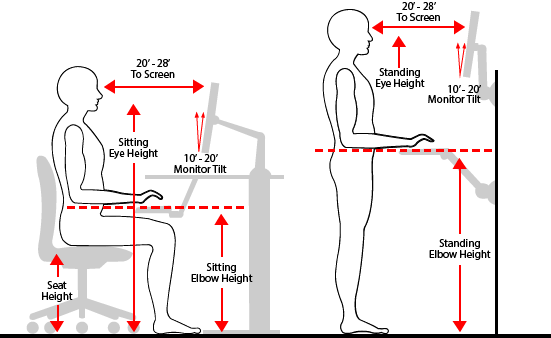 20' - 28'
To Screen
Sitting
Eye Height
10' - 20'
Monitor Tilt
Seat
Height
Sitting
Elbow Height
20' - 28'
To Screen
Standing
Eye Height
10' - 20'
Monitor Tilt
Standing
Elbow Height